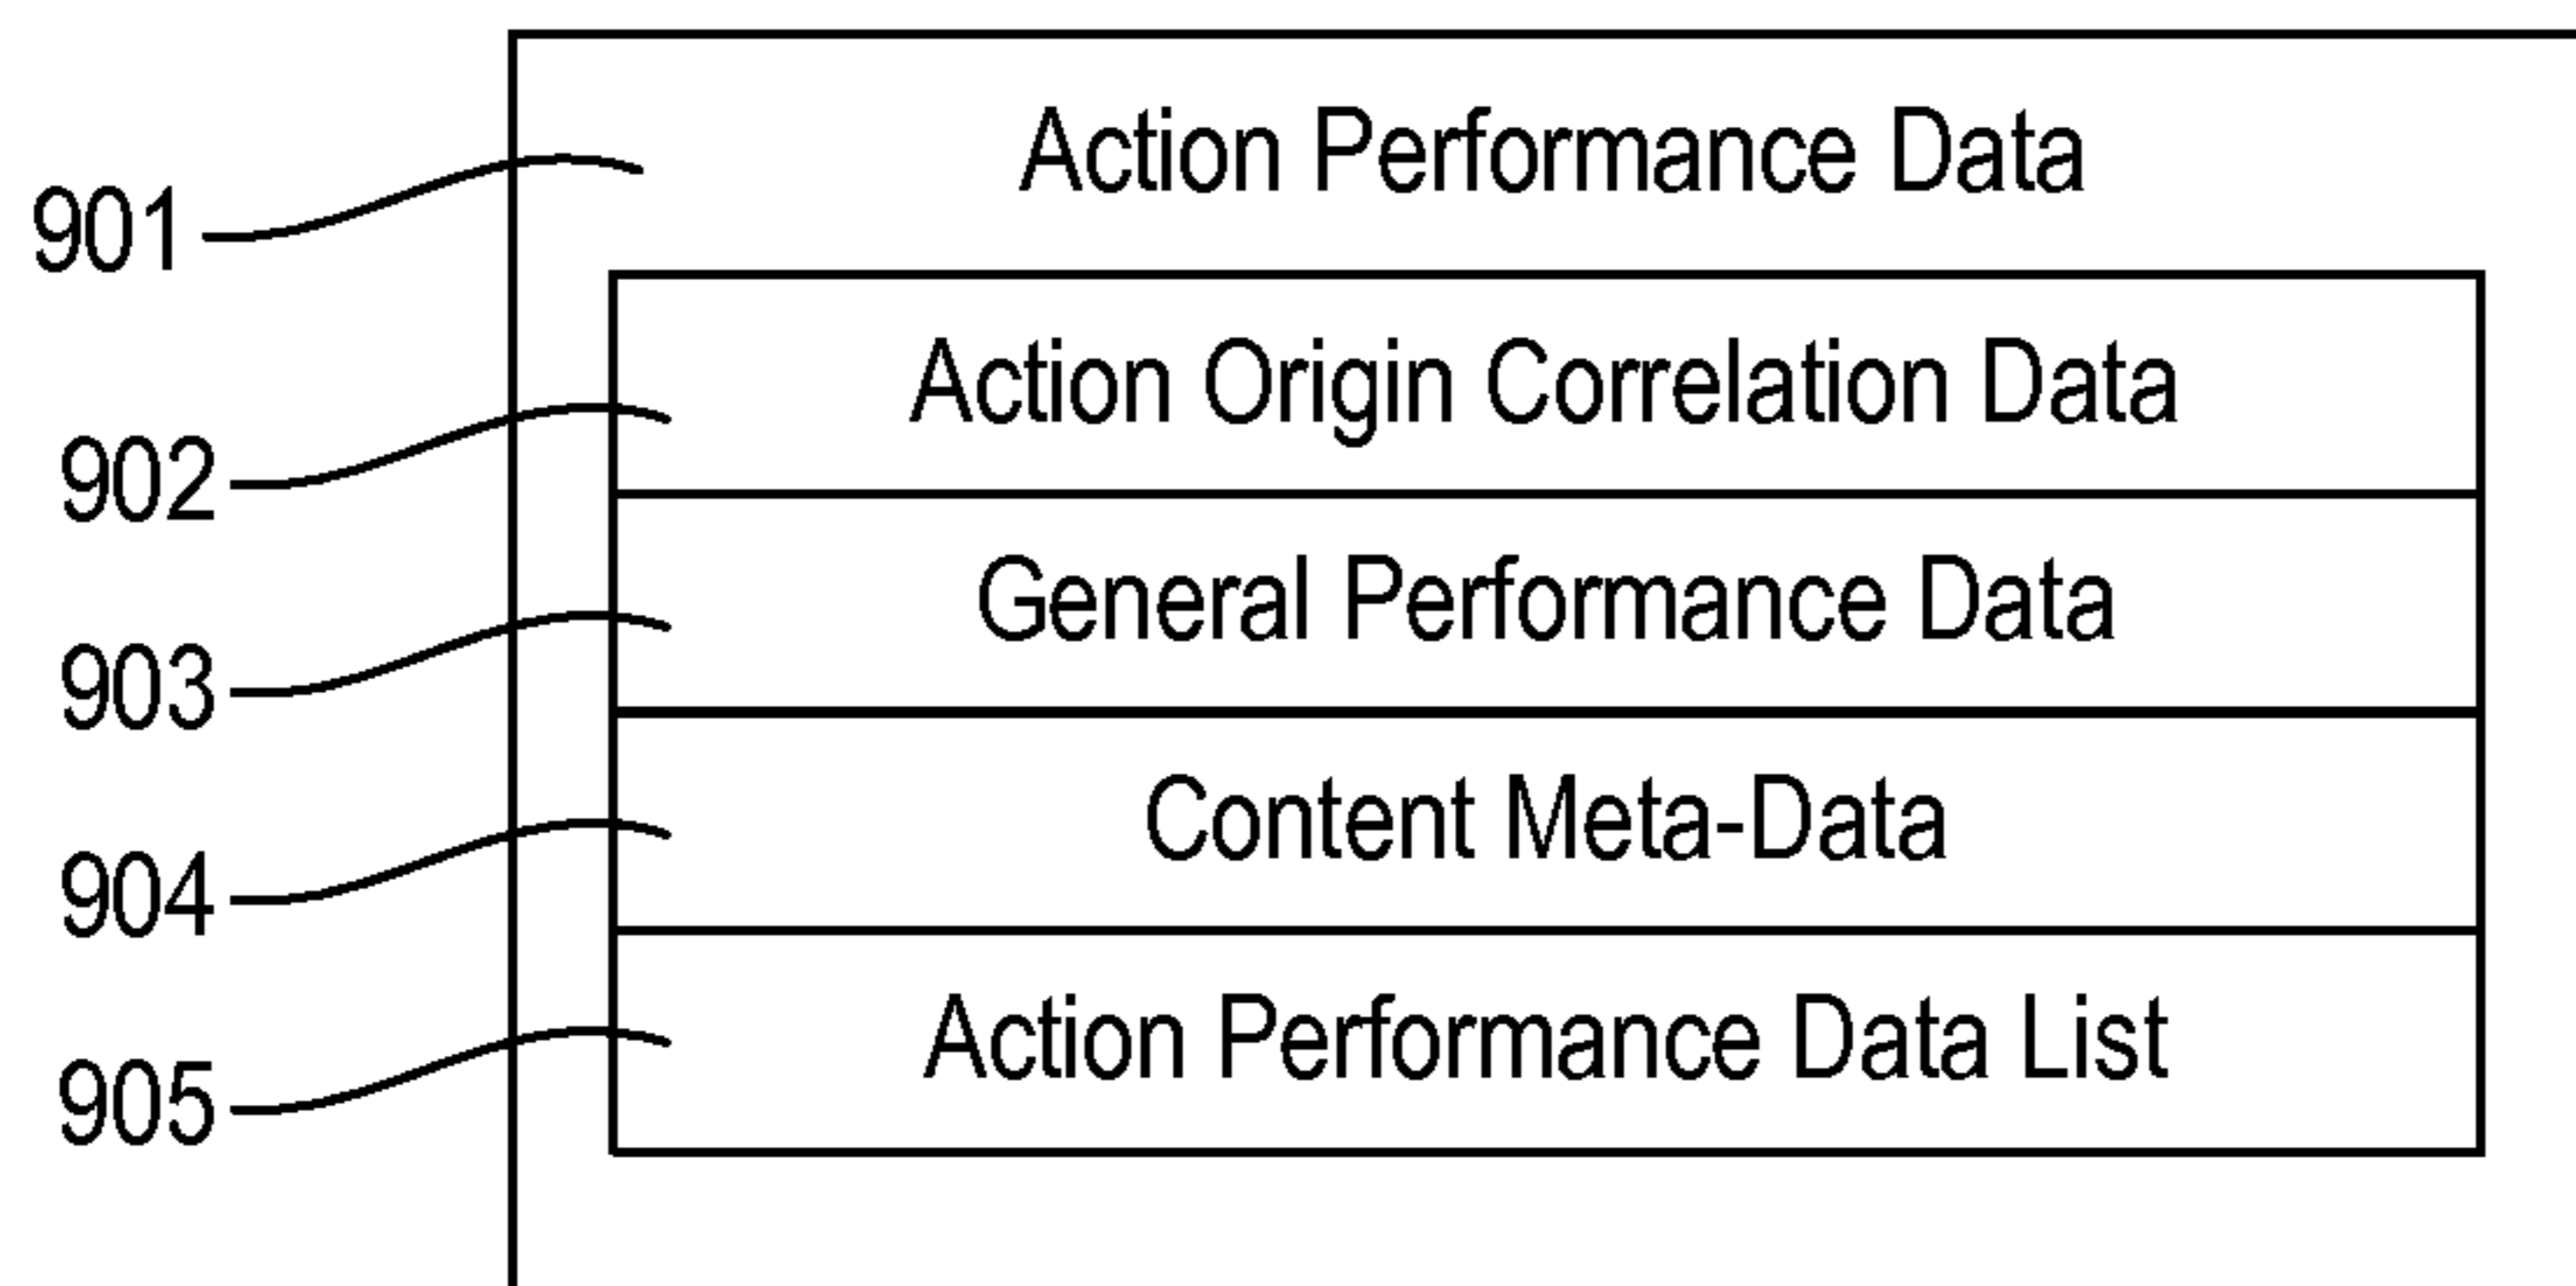 Action Performance Data
901
Action Origin Correlation Data
902
General Performance Data
903
Content Meta-Data
904
Action Performance Data List
905